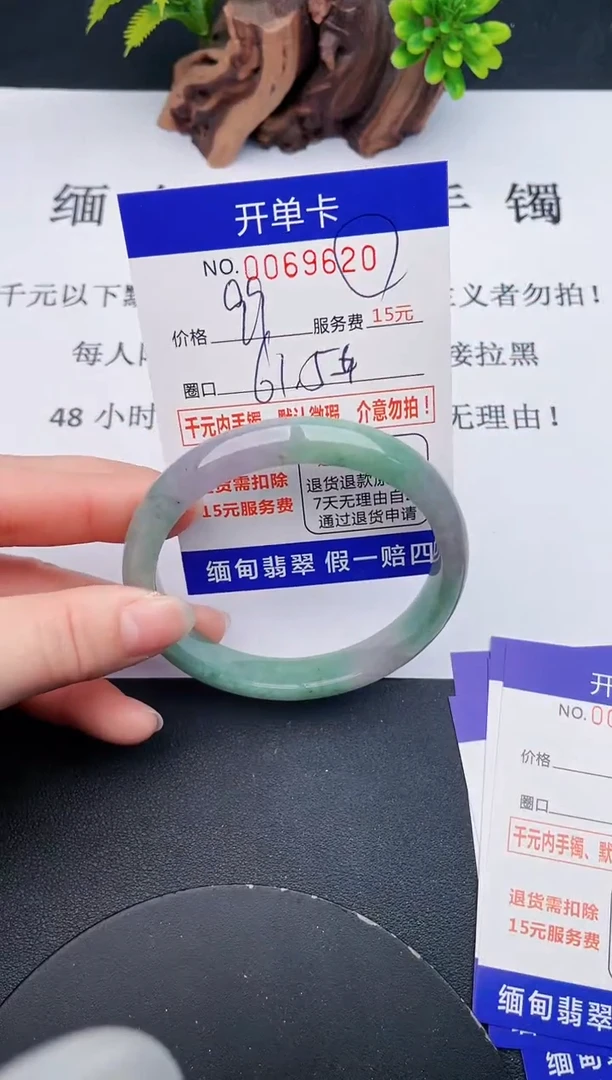 缅 手 镯
开单卡
NO.0069620
千元以下默 主义者勿拍！
价格 99 服务费 15元
每人 接拉黑
圈口 61.5
48 小时 无理由！
千元内手镯、默认微瑕 介意勿拍！
退货需扣除
15元服务费
退货退款
7天无理由自
通过退货申请
缅甸翡翠 假一赔四
开
NO.00
价格
圈口
千元内手镯、默
退货需扣除
15元服务费
缅甸翡翠
缅甸